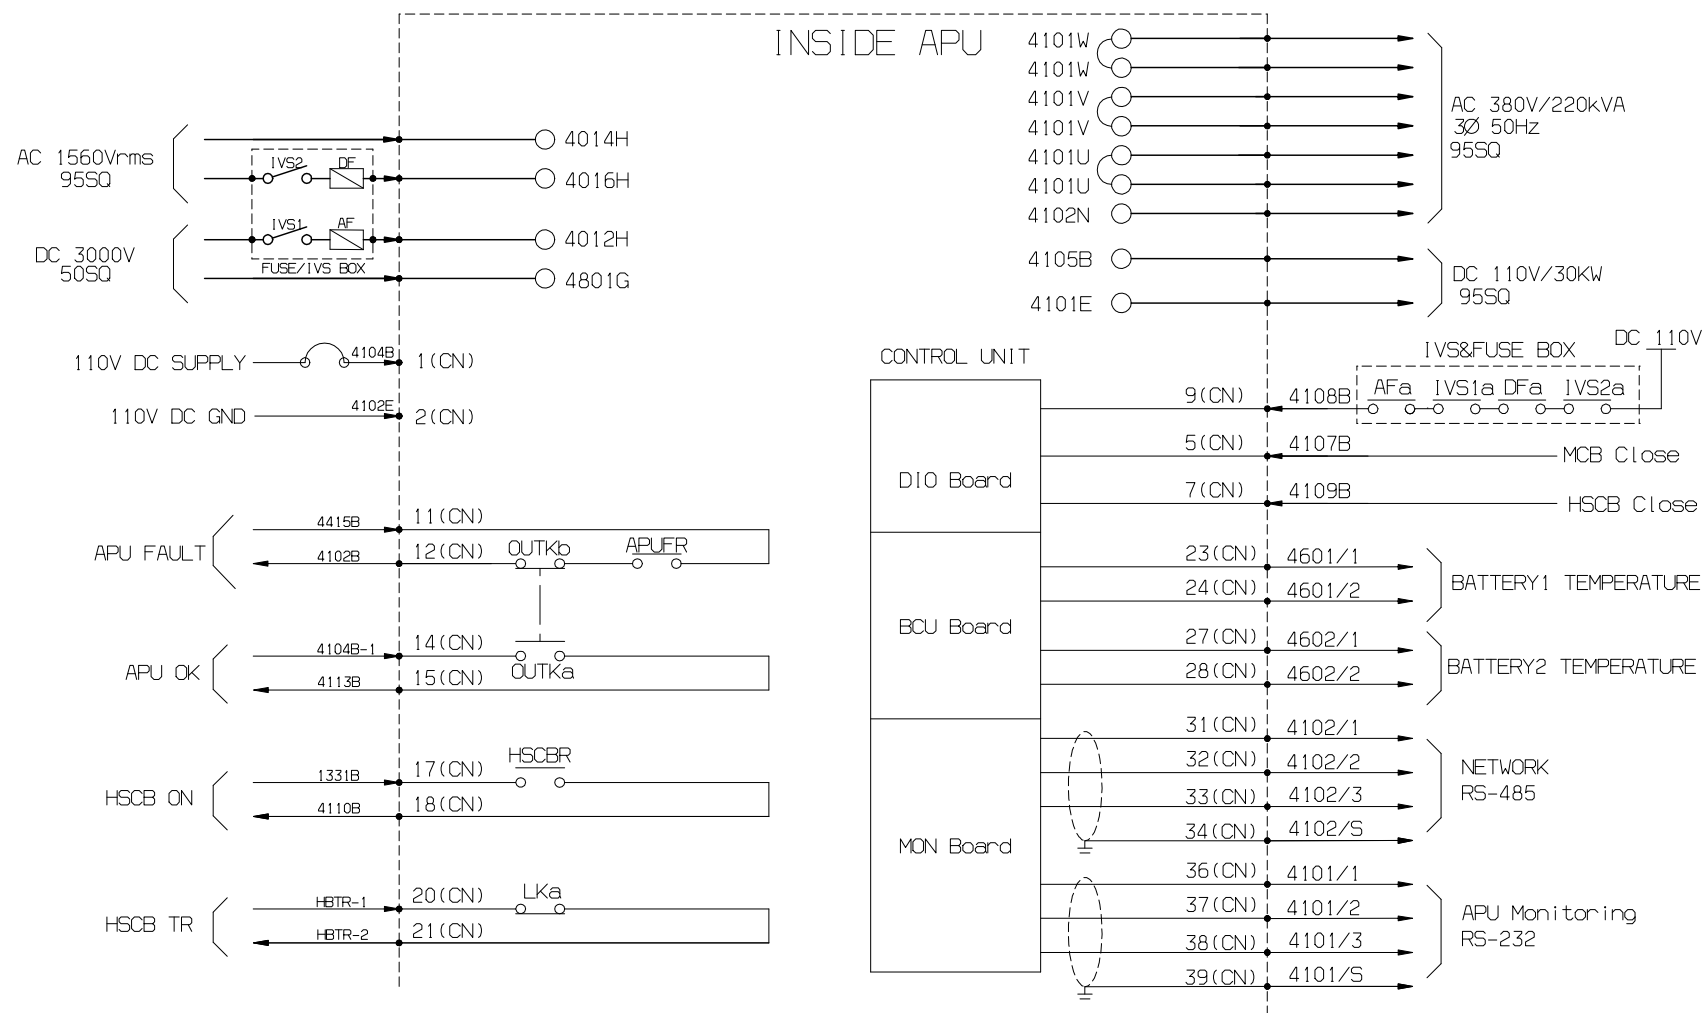 INSIDE APU
AC 1560Vrms
95SQ
IVS2
DF
4014H
4016H
DC 3000V
50SQ
IVS1
AF
FUSE/IVS BOX
4012H
4801G
110V DC SUPPLY
4104B
1(CN)
110V DC GND
4102E
2(CN)
APU FAULT
4415B
11(CN)
4102B
12(CN)
OUTKb
APUFR
APU OK
4104B-1
14(CN)
4113B
15(CN)
OUTKa
HSCB ON
1331B
17(CN)
HSCBR
4110B
18(CN)
HSCB TR
HBTR-1
20(CN)
LKa
HBTR-2
21(CN)
4101W
4101W
4101V
4101V
4101U
4101U
4102N
AC 380V/220kVA
3Ø 50Hz
95SQ
4105B
4101E
DC 110V/30KW
95SQ
CONTROL UNIT
DIO Board
BCU Board
MON Board
IVS&FUSE BOX
DC 110V
9(CN)
4108B
AFa
IVS1a
DFa
IVS2a
5(CN)
4107B
MCB Close
7(CN)
4109B
HSCB Close
23(CN)
4601/1
24(CN)
4601/2
BATTERY1 TEMPERATURE
27(CN)
4602/1
28(CN)
4602/2
BATTERY2 TEMPERATURE
31(CN)
4102/1
32(CN)
4102/2
33(CN)
4102/3
34(CN)
4102/S
NETWORK
RS-485
36(CN)
4101/1
37(CN)
4101/2
38(CN)
4101/3
39(CN)
4101/S
APU Monitoring
RS-232